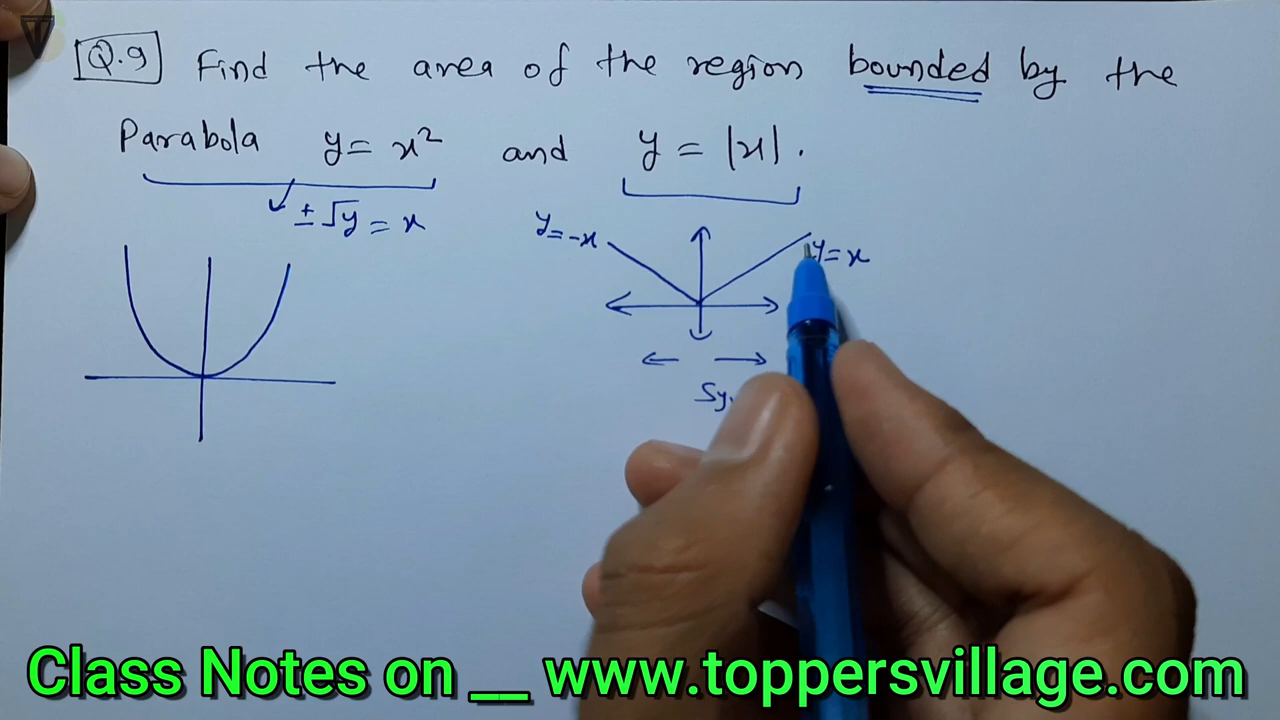 Q.9 Find the area of the region bounded by the
Parabola y = x² and y = |x|.
±√y = x
y=-x
y=x
Class Notes on __ www.toppersvillage.com